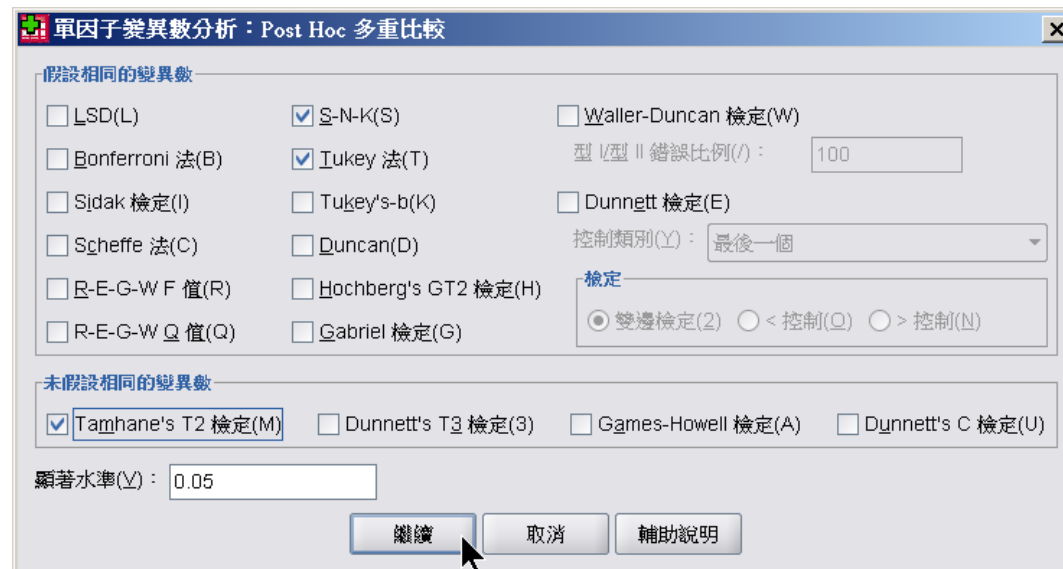 單因子變異數分析：Post Hoc 多重比較
假設相同的變異數
LSD(L) S-N-K(S) Waller-Duncan 檢定(W)
Bonferroni 法(B) Tukey 法(T) 型 I/型 II 錯誤比例(/)： 100
Sidak 檢定(I) Tukey's-b(K) Dunnett 檢定(E)
Scheffe 法(C) Duncan(D) 控制類別(Y)： 最後一個
R-E-G-W F 值(R) Hochberg's GT2 檢定(H) 檢定
R-E-G-W Q 值(Q) Gabriel 檢定(G) 雙邊檢定(2) < 控制(O) > 控制(N)
未假設相同的變異數
Tamhane's T2 檢定(M) Dunnett's T3 檢定(3) Games-Howell 檢定(A) Dunnett's C 檢定(U)
顯著水準(V)： 0.05
繼續 取消 輔助說明